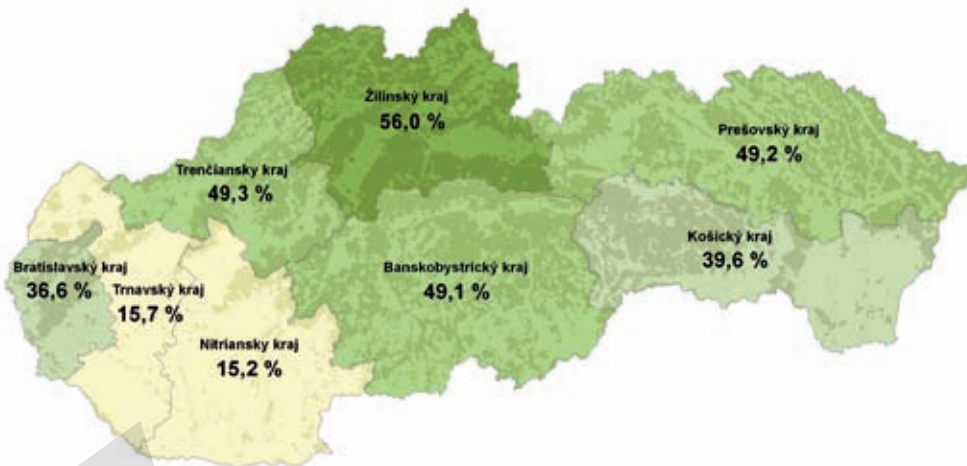 Žilinský kraj
56,0 %
Prešovský kraj
49,2 %
Trenčiansky kraj
49,3 %
Košický kraj
39,6 %
Banskobystrický kraj
49,1 %
Bratislavský kraj
36,6 %
Trnavský kraj
15,7 %
Nitriansky kraj
15,2 %